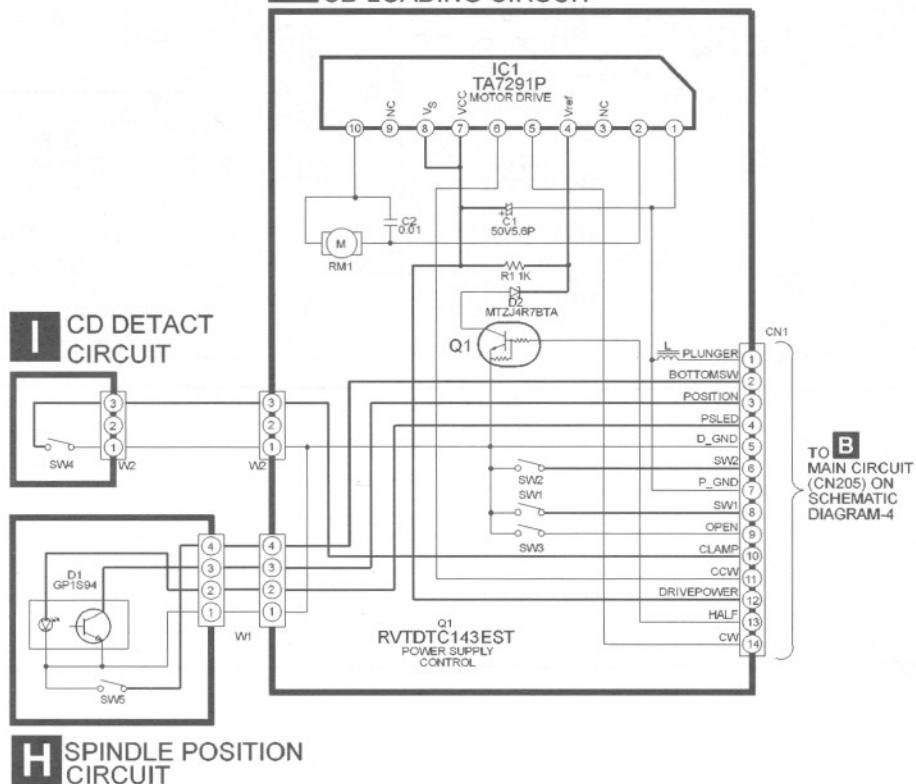 CD LOADING CIRCUIT
IC1
TA7291P
MOTOR DRIVE
NC
VS
VCC
Vref
NC
10
9
8
7
6
5
4
3
2
1
C2
0.01
+
C1
50V5.6P
M
RM1
R1 1K
D2
MTZJ4R7BTA
Q1
I CD DETACT
CIRCUIT
3
2
1
SW4
W2
3
2
1
W2
CN1
L
PLUNGER 1
BOTTOMSW 2
POSITION 3
PSLED 4
D_GND 5
SW2 6
P_GND 7
SW1 8
OPEN 9
CLAMP 10
CCW 11
DRIVEPOWER 12
HALF 13
CW 14
SW2
SW1
SW3
TO B
MAIN CIRCUIT
(CN205) ON
SCHEMATIC
DIAGRAM-4
D1
GP1S94
4
3
2
1
W1
4
3
2
1
SW5
Q1
RVTDTC143EST
POWER SUPPLY
CONTROL
H SPINDLE POSITION
CIRCUIT